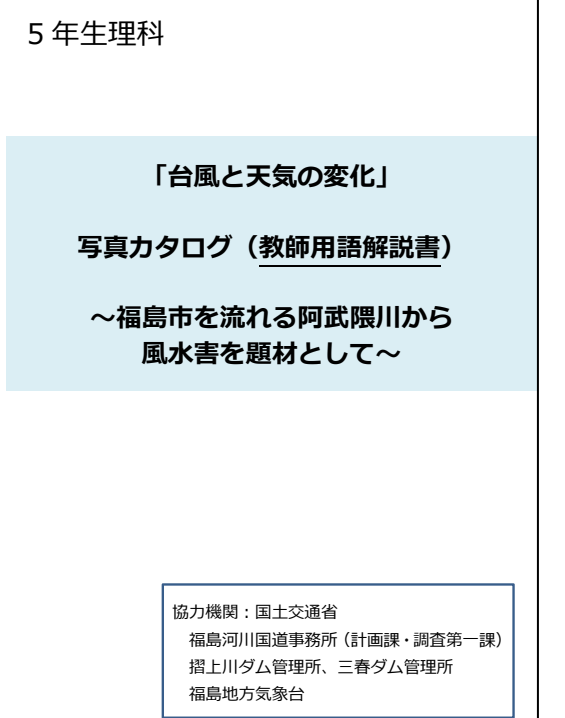 ５年生理科
「台風と天気の変化」
写真カタログ（教師用語解説書）
～福島市を流れる阿武隈川から
風水害を題材として～
協力機関：国土交通省
福島河川国道事務所（計画課・調査第一課）
摺上川ダム管理所、三春ダム管理所
福島地方気象台